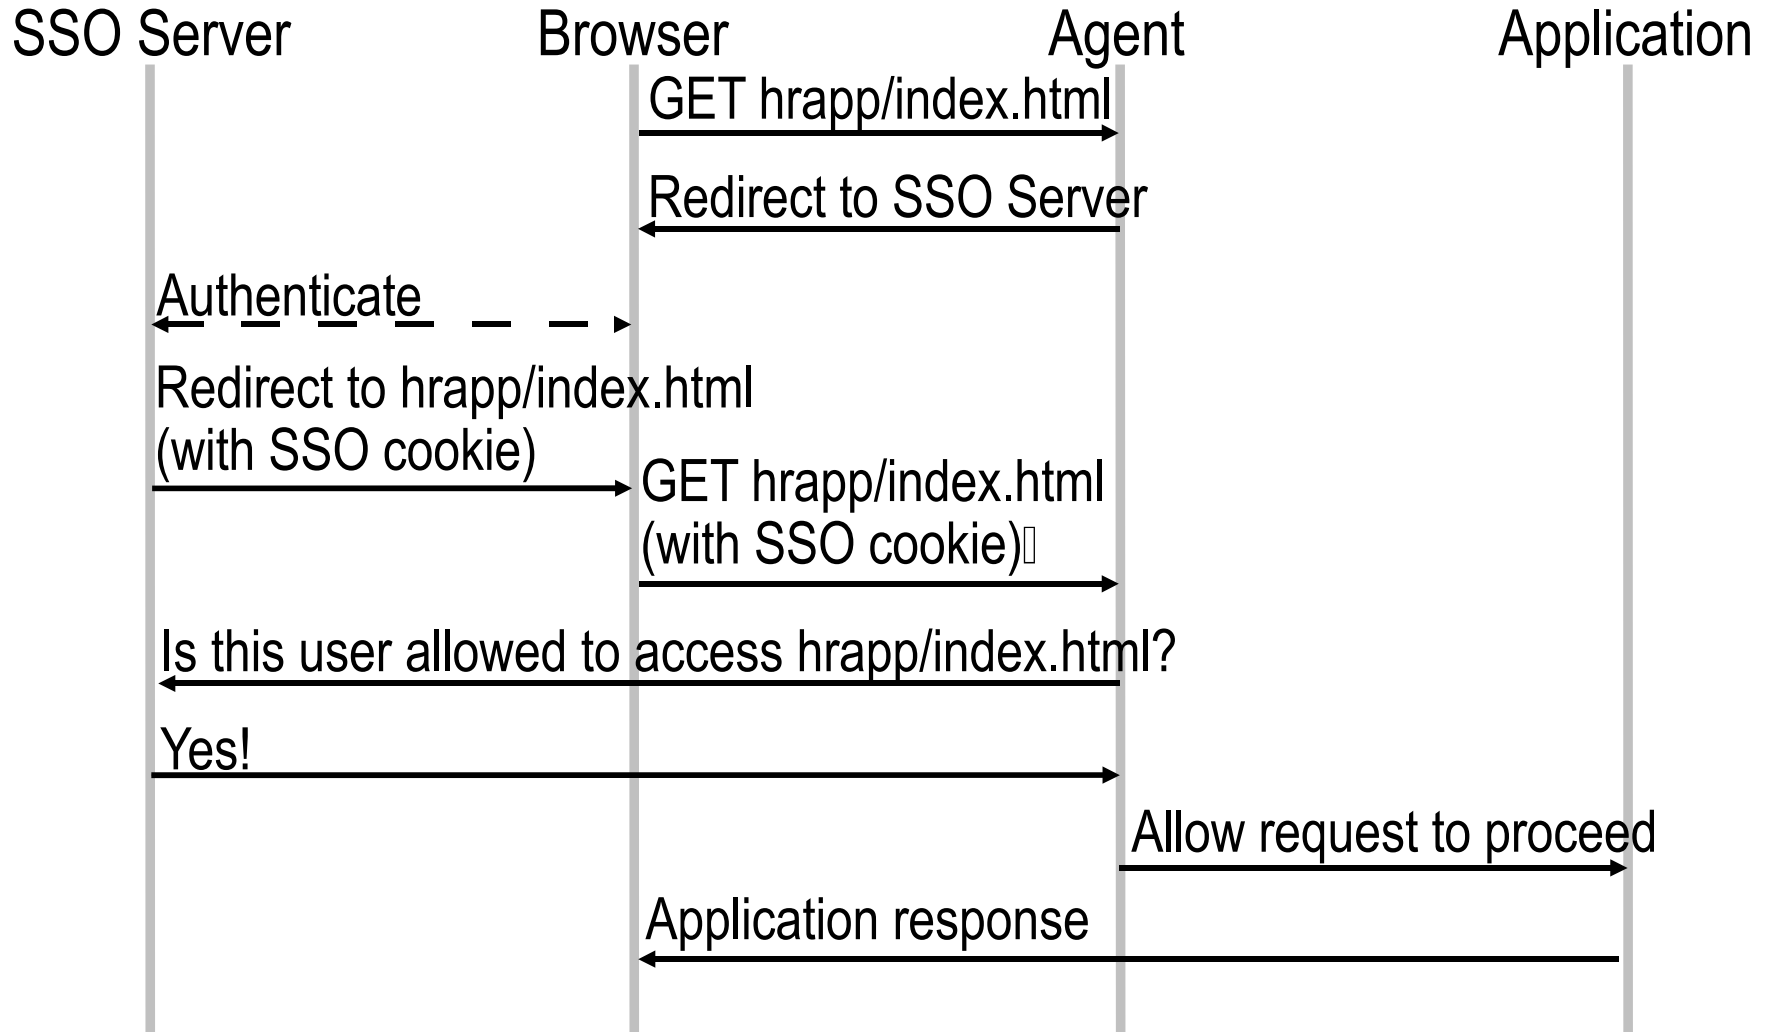 SSO Server
Browser
Agent
Application
GET hrapp/index.html
Redirect to SSO Server
Authenticate
Redirect to hrapp/index.html
(with SSO cookie)
GET hrapp/index.html
(with SSO cookie)
Is this user allowed to access hrapp/index.html?
Yes!
Allow request to proceed
Application response